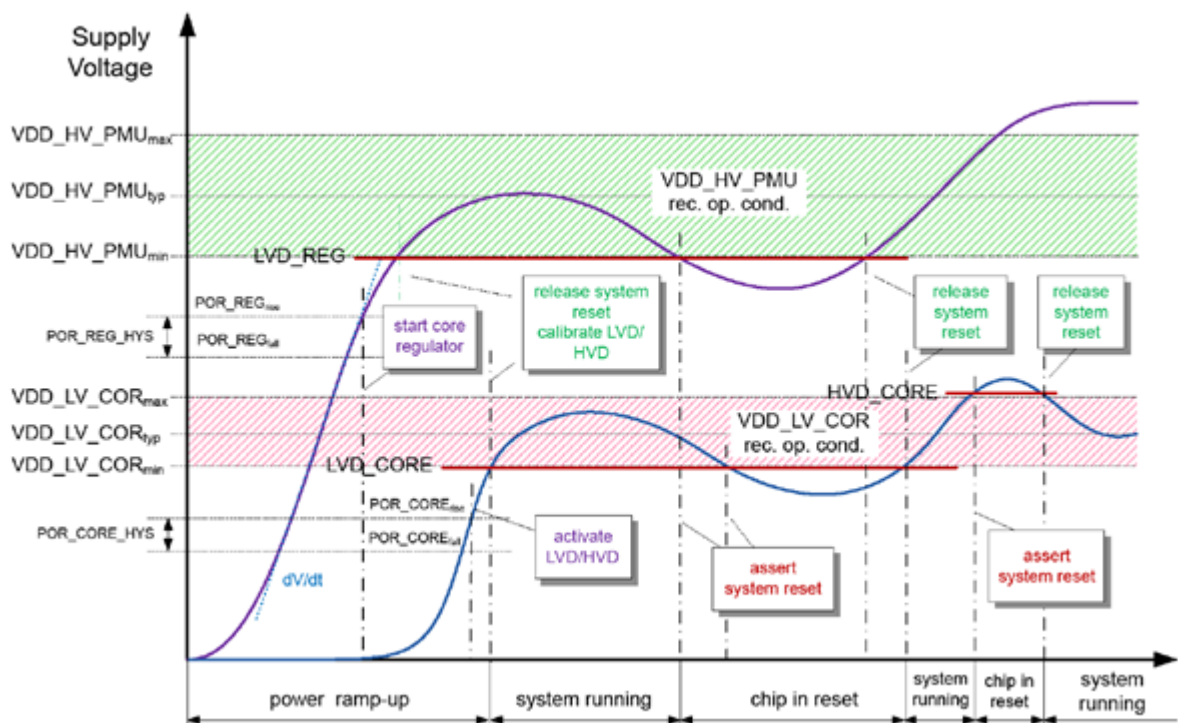 Supply
Voltage
VDD_HV_PMUmax
VDD_HV_PMUtyp
VDD_HV_PMUmin
VDD_HV_PMU
rec. op. cond.
LVD_REG
POR_REGrise
POR_REG_HYS
POR_REGfall
start core
regulator
release system
reset
calibrate LVD/
HVD
release
system
reset
release
system
reset
VDD_LV_CORmax
VDD_LV_CORtyp
VDD_LV_CORmin
HVD_CORE
VDD_LV_COR
rec. op. cond.
LVD_CORE
POR_CORErise
POR_CORE_HYS
POR_COREfall
activate
LVD/HVD
assert
system reset
assert
system reset
dV/dt
power ramp-up
system running
chip in reset
system
running
chip in
reset
system
running